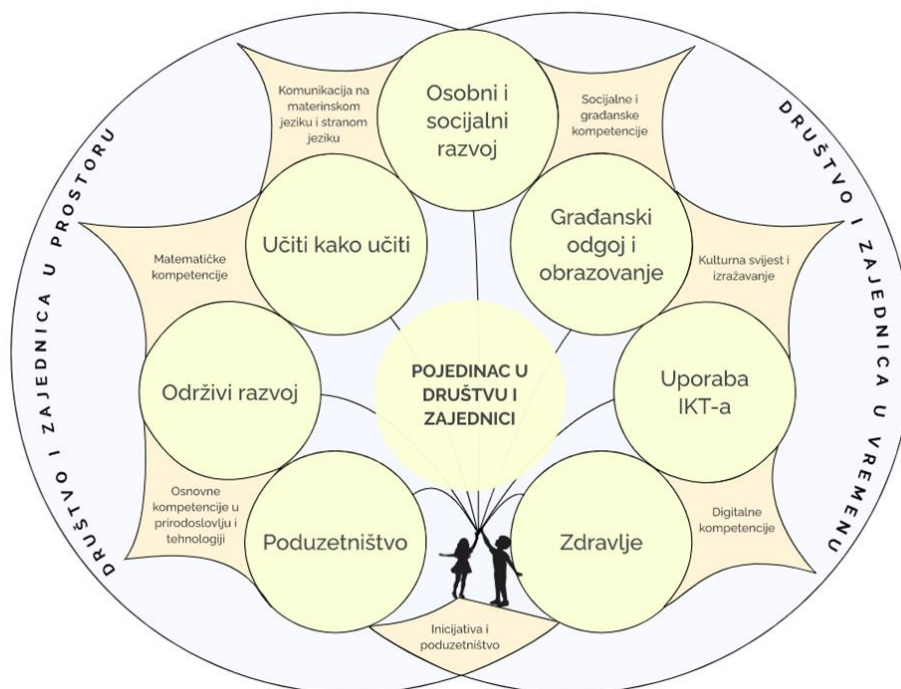 DRUŠTVO I ZAJEDNICA U PROSTORU
DRUŠTVO I ZAJEDNICA U VREMENU
Osobni i
socijalni
razvoj
Komunikacija na
materinskom
jeziku i stranom
jeziku
Socijalne i
građanske
kompetencije
Učiti kako učiti
Građanski
odgoj i
obrazovanje
Matematičke
kompetencije
Kulturna svijest i
izražavanje
Održivi razvoj
POJEDINAC U
DRUŠTVU I
ZAJEDNICI
Uporaba
IKT-a
Osnovne
kompetencije u
prirodoslovlju i
tehnologiji
Digitalne
kompetencije
Poduzetništvo
Zdravlje
Inicijativa i
poduzetništvo